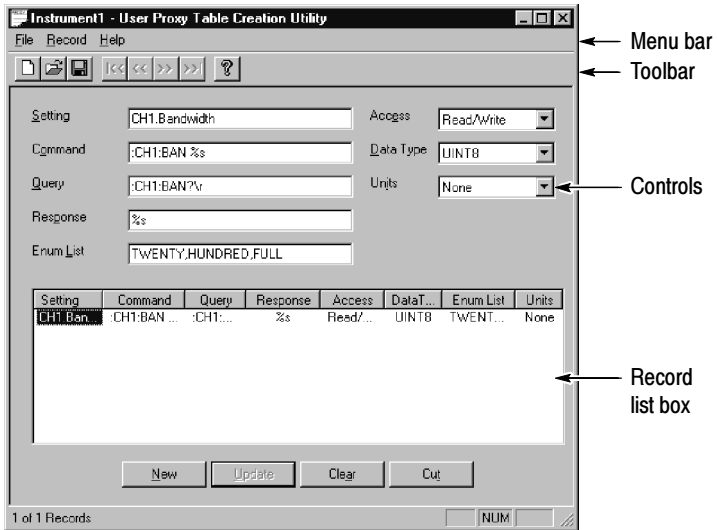 Instrument1 - User Proxy Table Creation Utility
File Record Help
Menu bar
Toolbar
Setting CH1.Bandwidth Access Read/Write
Command :CH1:BAN %s Data Type UINT8
Query :CH1:BAN?\r Units None
Controls
Response %s
Enum List TWENTY,HUNDRED,FULL
Setting Command Query Response Access DataT... Enum List Units
CH1.Ban... :CH1:BAN ... :CH1:... %s Read/... UINT8 TWENT... None
Record
list box
New Update Clear Cut
1 of 1 Records NUM